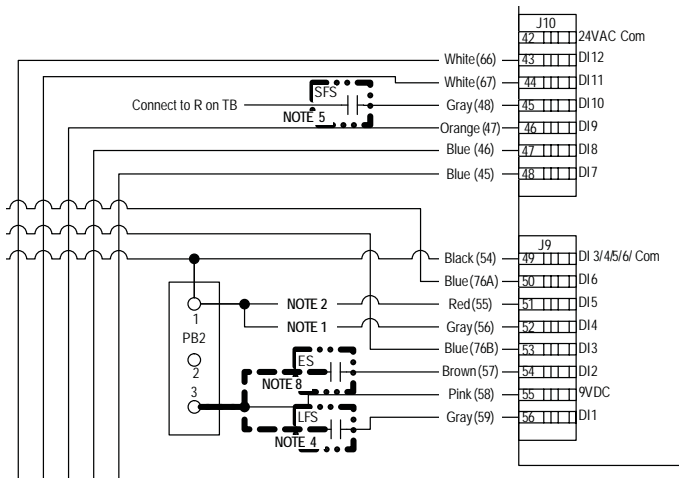 J10
42 24VAC Com
White (66) 43 DI12
White (67) 44 DI11
SFS
Connect to R on TB Gray (48) 45 DI10
NOTE 5
Orange (47) 46 DI9
Blue (46) 47 DI8
Blue (45) 48 DI7
J9
Black (54) 49 DI 3/4/5/6/ Com
Blue (76A) 50 DI6
NOTE 2 Red (55) 51 DI5
1
NOTE 1 Gray (56) 52 DI4
PB2
Blue (76B) 53 DI3
ES
2
Brown (57) 54 DI2
NOTE 8
3
Pink (58) 55 9VDC
LFS
Gray (59) 56 DI1
NOTE 4